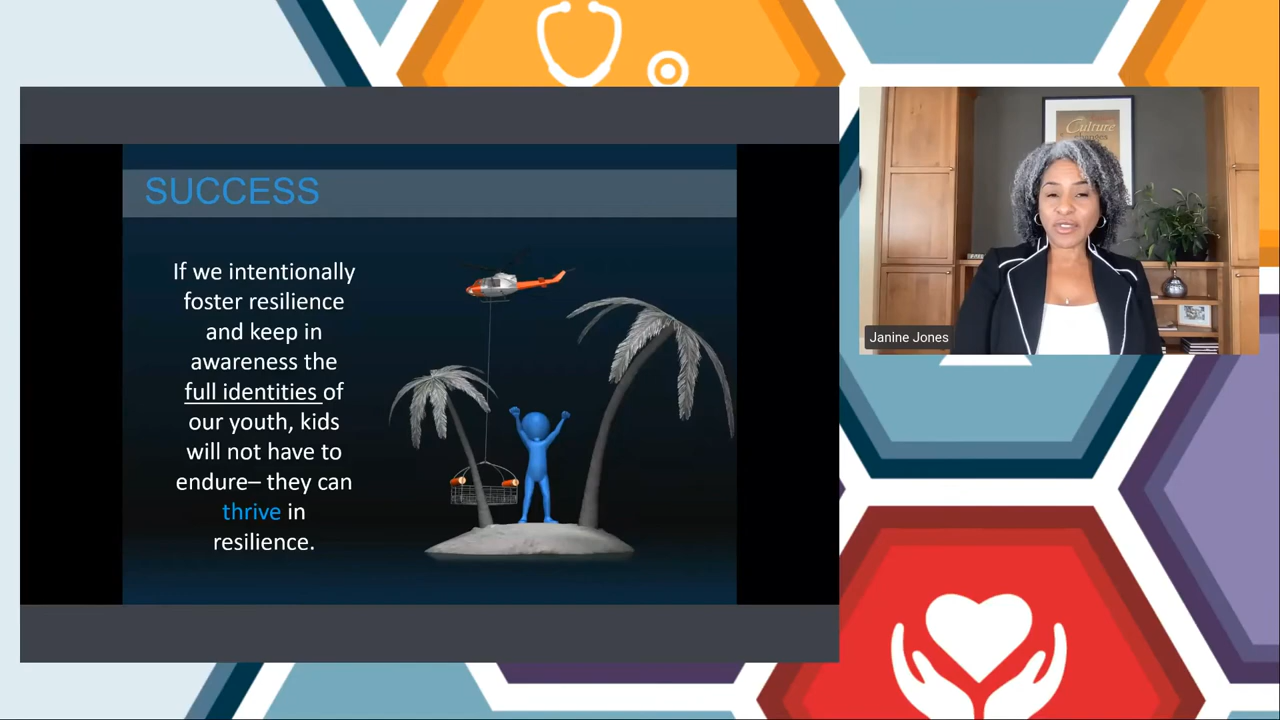 SUCCESS
If we intentionally
foster resilience
and keep in
awareness the
full identities of
our youth, kids
will not have to
endure– they can
thrive in
resilience.
Culture
changes
Janine Jones